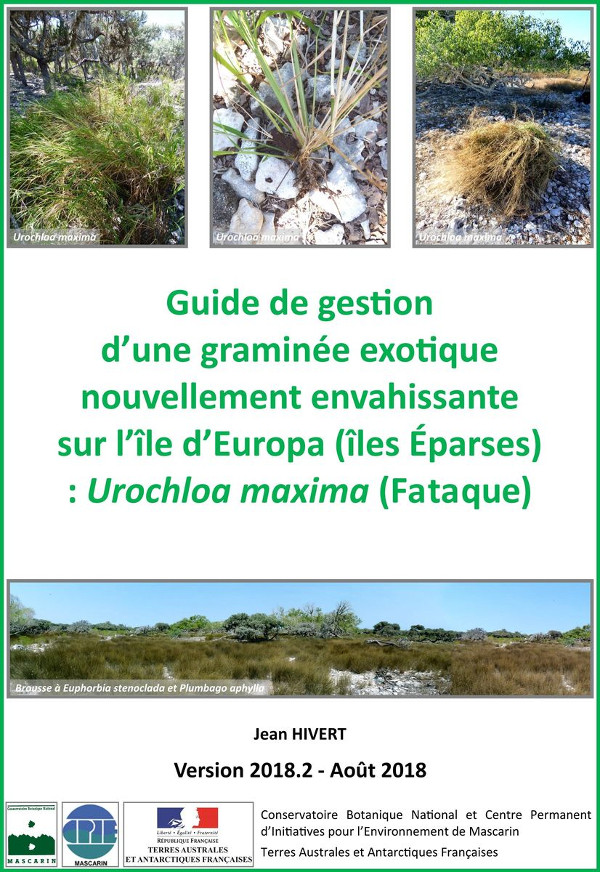 Urochloa maxima
Urochloa maxima
Urochloa maxima
Guide de gestion
d'une graminée exotique
nouvellement envahissante
sur l'île d'Europa (îles Éparses)
: Urochloa maxima (Fataque)
Brousse à Euphorbia stenoclada et Plumbago aphylla
Jean HIVERT
Version 2018.2 - Août 2018
Conservatoire Botanique National
MASCARIN
CPIE
MASCARIN
Liberté • Égalité • Fraternité
RÉPUBLIQUE FRANÇAISE
TERRES AUSTRALES
ET ANTARCTIQUES FRANÇAISES
Conservatoire Botanique National et Centre Permanent
d'Initiatives pour l'Environnement de Mascarin
Terres Australes et Antarctiques Françaises